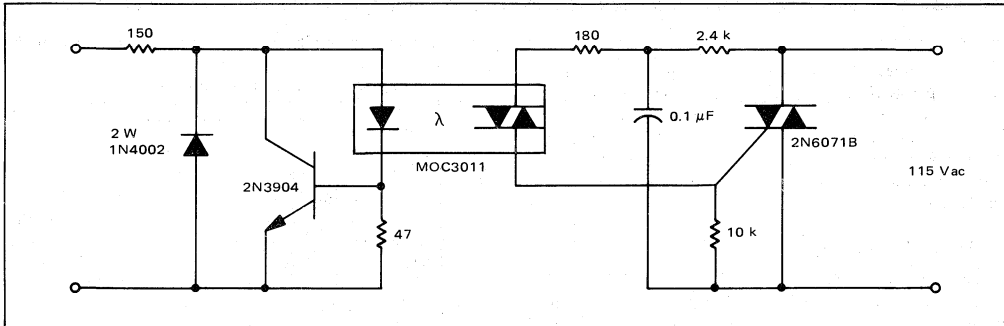 150
180
2.4 k
λ
0.1 μF
2 W
1N4002
2N6071B
MOC3011
115 Vac
2N3904
47
10 k